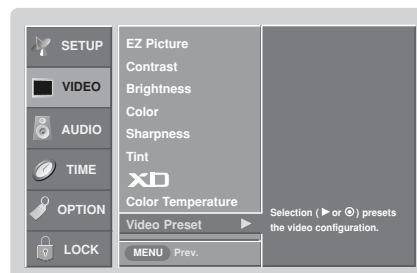 SETUP
VIDEO
AUDIO
TIME
OPTION
LOCK
EZ Picture
Contrast
Brightness
Color
Sharpness
Tint
XD
Color Temperature
Video Preset ▶
MENU Prev.
Selection ( ▶ or ⊙ ) presets
the video configuration.